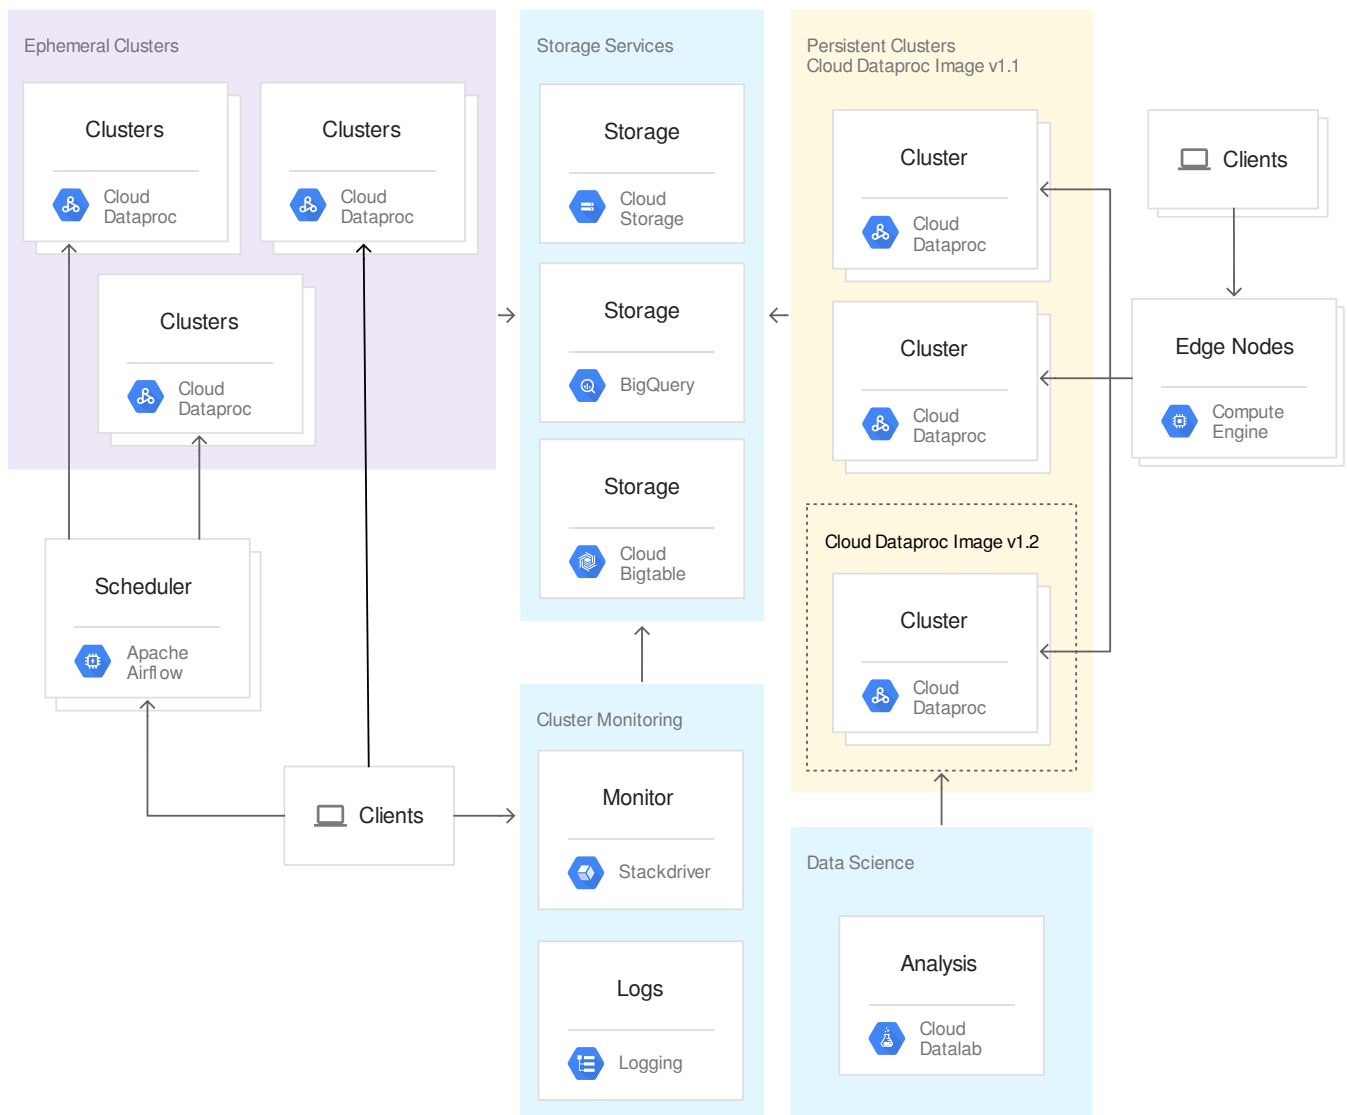 Ephemeral Clusters
Clusters
Cloud
Dataproc
Clusters
Cloud
Dataproc
Clusters
Cloud
Dataproc
Scheduler
Apache
Airflow
Clients
Storage Services
Storage
Cloud
Storage
Storage
BigQuery
Storage
Cloud
Bigtable
Cluster Monitoring
Monitor
Stackdriver
Logs
Logging
Persistent Clusters
Cloud Dataproc Image v1.1
Cluster
Cloud
Dataproc
Cluster
Cloud
Dataproc
Cloud Dataproc Image v1.2
Cluster
Cloud
Dataproc
Data Science
Analysis
Cloud
Datalab
Clients
Edge Nodes
Compute
Engine